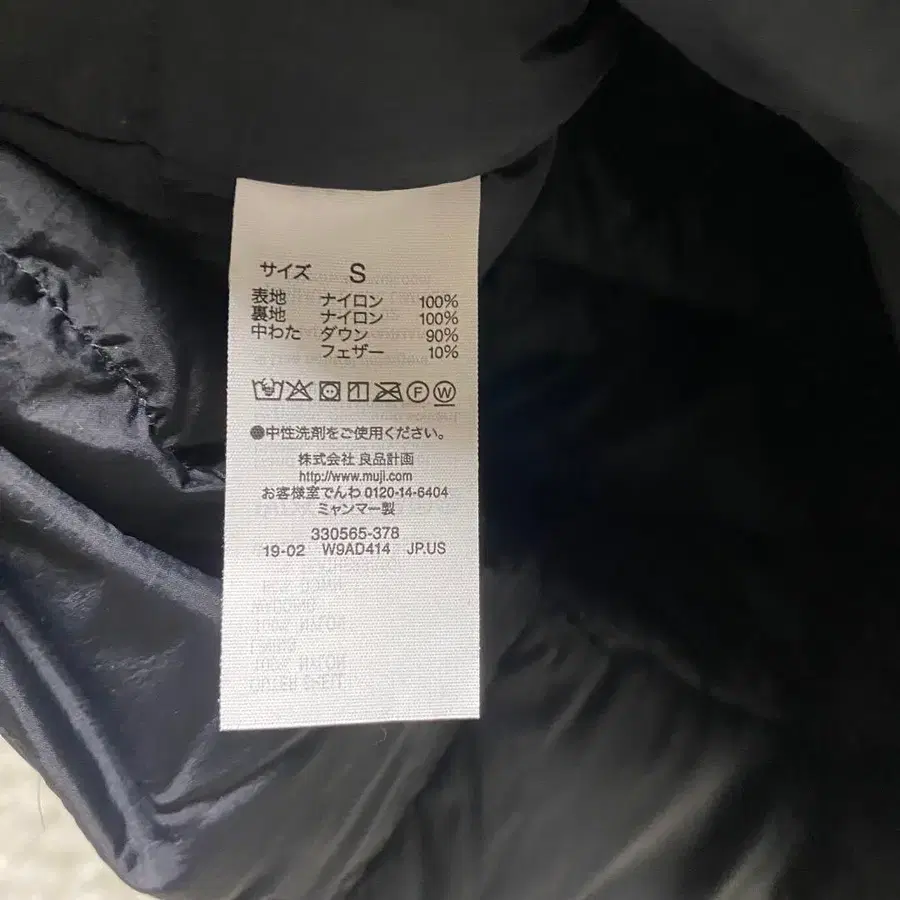 サイズ S
表地 ナイロン 100%
裏地 ナイロン 100%
中わた ダウン 90%
フェザー 10%
F W
●中性洗剤をご使用ください。
株式会社 良品計画
http://www.muji.com
お客様室でんわ 0120-14-6404
ミャンマー製
330565-378
19-02 W9AD414 JP.US